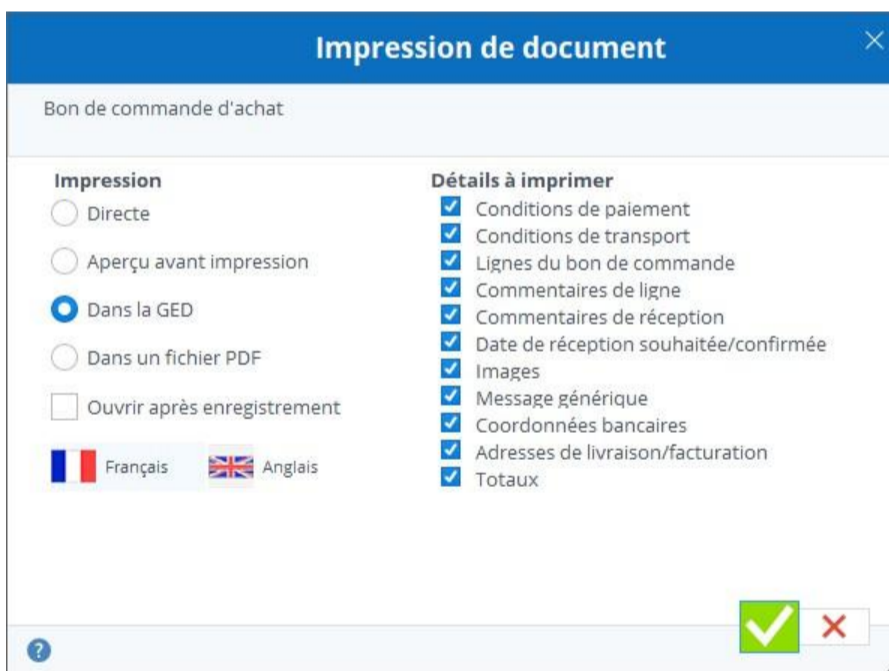 Impression de document
Bon de commande d'achat
Impression
Directe
Aperçu avant impression
Dans la GED
Dans un fichier PDF
Ouvrir après enregistrement
Français
Anglais
Détails à imprimer
Conditions de paiement
Conditions de transport
Lignes du bon de commande
Commentaires de ligne
Commentaires de réception
Date de réception souhaitée/confirmée
Images
Message générique
Coordonnées bancaires
Adresses de livraison/facturation
Totaux
?